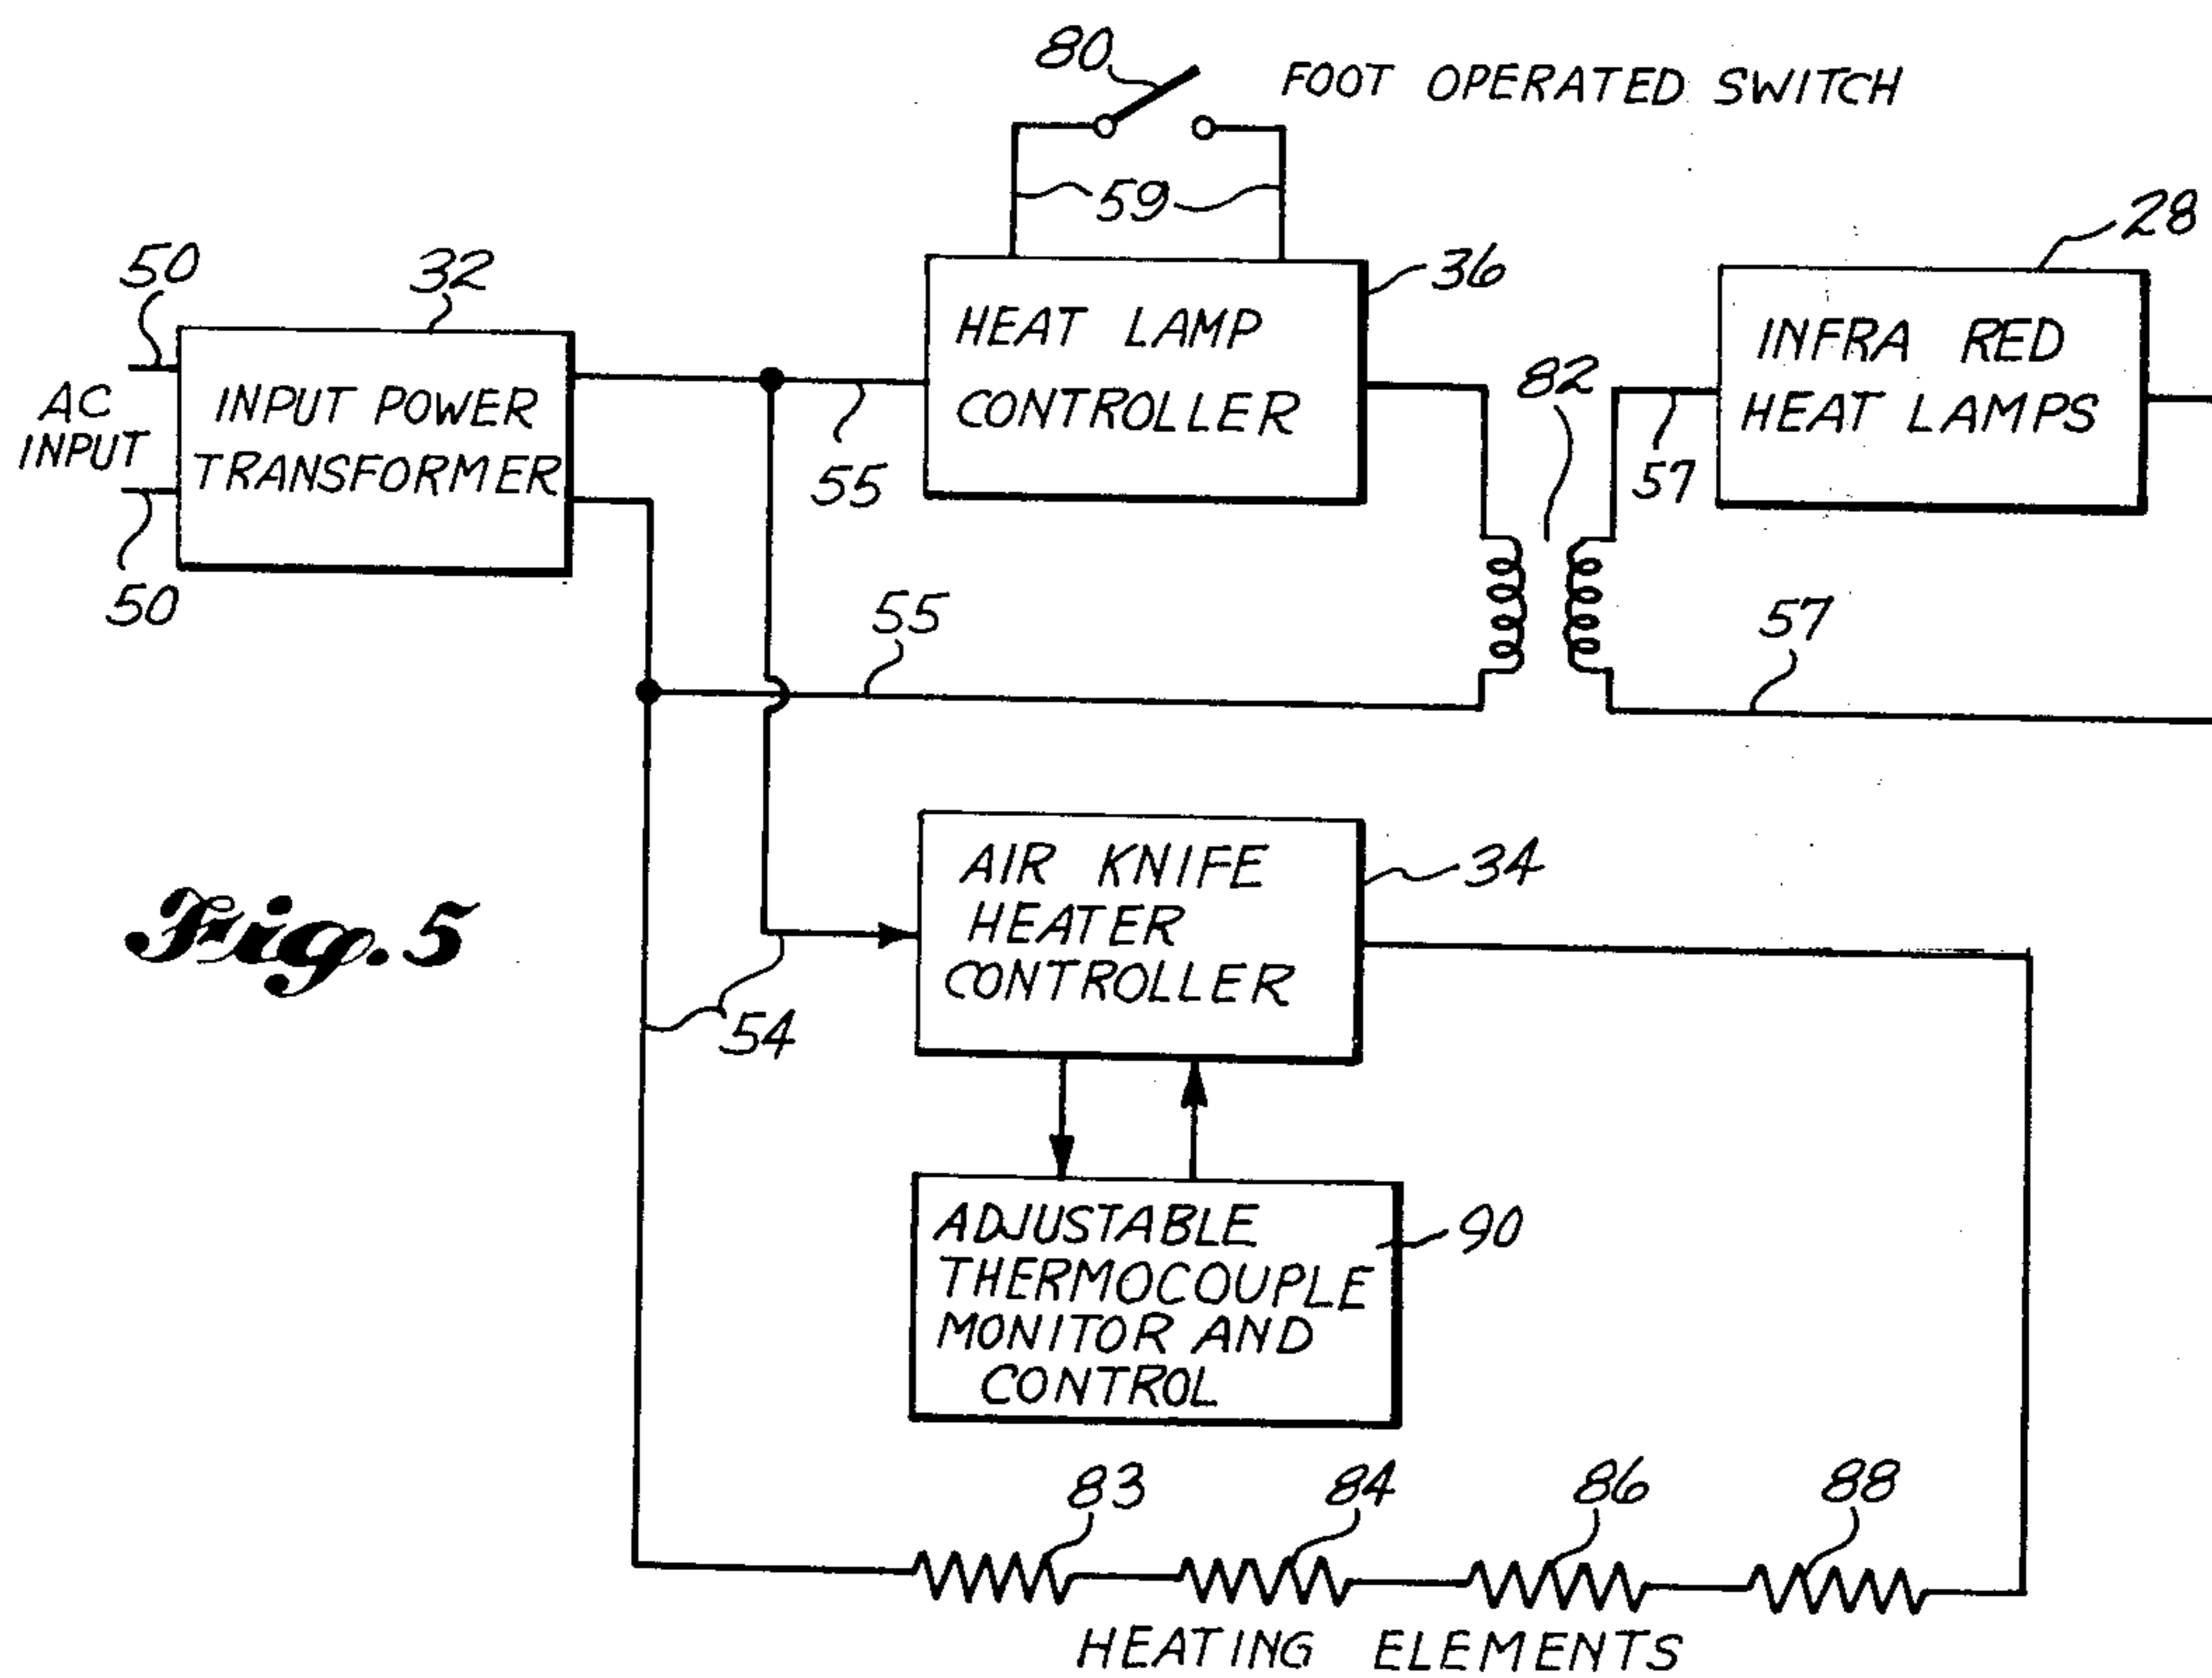 80
FOOT OPERATED SWITCH
59
28
50
32
36
AC
INPUT
INPUT POWER
TRANSFORMER
HEAT LAMP
CONTROLLER
82
INFRA RED
HEAT LAMPS
55
57
50
55
57
AIR KNIFE
HEATER
CONTROLLER
34
Fig. 5
54
ADJUSTABLE
THERMOCOUPLE
MONITOR AND
CONTROL
90
83
84
86
88
HEATING ELEMENTS